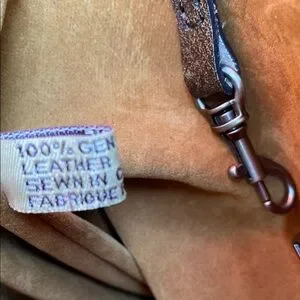 100% GEN
LEATHER
SEWN IN C
FABRIQUE